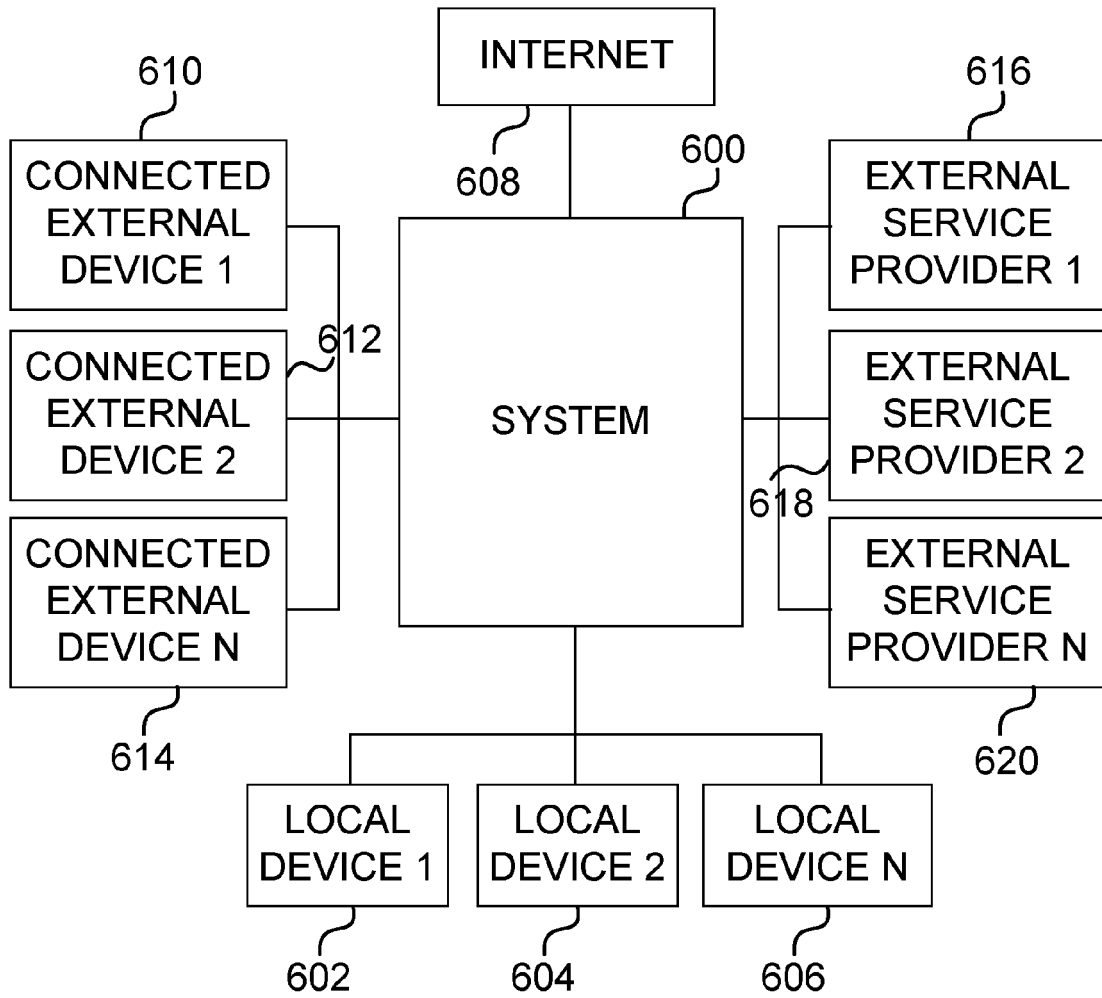 INTERNET
608
600
610
CONNECTED
EXTERNAL
DEVICE 1
612
CONNECTED
EXTERNAL
DEVICE 2
CONNECTED
EXTERNAL
DEVICE N
614
SYSTEM
616
EXTERNAL
SERVICE
PROVIDER 1
EXTERNAL
SERVICE
PROVIDER 2
618
EXTERNAL
SERVICE
PROVIDER N
620
LOCAL
DEVICE 1
602
LOCAL
DEVICE 2
604
LOCAL
DEVICE N
606